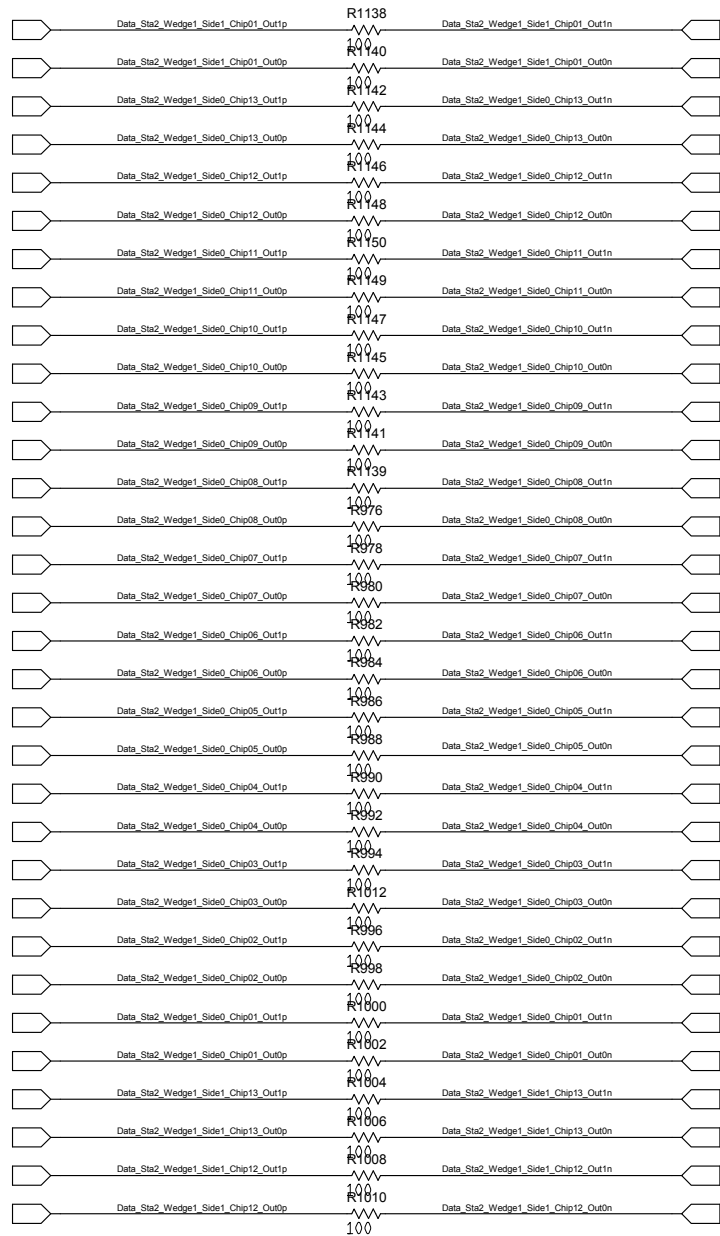 R1138
Data_Sta2_Wedge1_Side1_Chip01_Out1p Data_Sta2_Wedge1_Side1_Chip01_Out1n
100
R1140
Data_Sta2_Wedge1_Side1_Chip01_Out0p Data_Sta2_Wedge1_Side1_Chip01_Out0n
100
R1142
Data_Sta2_Wedge1_Side0_Chip13_Out1p Data_Sta2_Wedge1_Side0_Chip13_Out1n
100
R1144
Data_Sta2_Wedge1_Side0_Chip13_Out0p Data_Sta2_Wedge1_Side0_Chip13_Out0n
100
R1146
Data_Sta2_Wedge1_Side0_Chip12_Out1p Data_Sta2_Wedge1_Side0_Chip12_Out1n
100
R1148
Data_Sta2_Wedge1_Side0_Chip12_Out0p Data_Sta2_Wedge1_Side0_Chip12_Out0n
100
R1150
Data_Sta2_Wedge1_Side0_Chip11_Out1p Data_Sta2_Wedge1_Side0_Chip11_Out1n
100
R1149
Data_Sta2_Wedge1_Side0_Chip11_Out0p Data_Sta2_Wedge1_Side0_Chip11_Out0n
100
R1147
Data_Sta2_Wedge1_Side0_Chip10_Out1p Data_Sta2_Wedge1_Side0_Chip10_Out1n
100
R1145
Data_Sta2_Wedge1_Side0_Chip10_Out0p Data_Sta2_Wedge1_Side0_Chip10_Out0n
100
R1143
Data_Sta2_Wedge1_Side0_Chip09_Out1p Data_Sta2_Wedge1_Side0_Chip09_Out1n
100
R1141
Data_Sta2_Wedge1_Side0_Chip09_Out0p Data_Sta2_Wedge1_Side0_Chip09_Out0n
100
R1139
Data_Sta2_Wedge1_Side0_Chip08_Out1p Data_Sta2_Wedge1_Side0_Chip08_Out1n
100
R976
Data_Sta2_Wedge1_Side0_Chip08_Out0p Data_Sta2_Wedge1_Side0_Chip08_Out0n
100
R978
Data_Sta2_Wedge1_Side0_Chip07_Out1p Data_Sta2_Wedge1_Side0_Chip07_Out1n
100
R980
Data_Sta2_Wedge1_Side0_Chip07_Out0p Data_Sta2_Wedge1_Side0_Chip07_Out0n
100
R982
Data_Sta2_Wedge1_Side0_Chip06_Out1p Data_Sta2_Wedge1_Side0_Chip06_Out1n
100
R984
Data_Sta2_Wedge1_Side0_Chip06_Out0p Data_Sta2_Wedge1_Side0_Chip06_Out0n
100
R986
Data_Sta2_Wedge1_Side0_Chip05_Out1p Data_Sta2_Wedge1_Side0_Chip05_Out1n
100
R988
Data_Sta2_Wedge1_Side0_Chip05_Out0p Data_Sta2_Wedge1_Side0_Chip05_Out0n
100
R990
Data_Sta2_Wedge1_Side0_Chip04_Out1p Data_Sta2_Wedge1_Side0_Chip04_Out1n
100
R992
Data_Sta2_Wedge1_Side0_Chip04_Out0p Data_Sta2_Wedge1_Side0_Chip04_Out0n
100
R994
Data_Sta2_Wedge1_Side0_Chip03_Out1p Data_Sta2_Wedge1_Side0_Chip03_Out1n
100
R1012
Data_Sta2_Wedge1_Side0_Chip03_Out0p Data_Sta2_Wedge1_Side0_Chip03_Out0n
100
R996
Data_Sta2_Wedge1_Side0_Chip02_Out1p Data_Sta2_Wedge1_Side0_Chip02_Out1n
100
R998
Data_Sta2_Wedge1_Side0_Chip02_Out0p Data_Sta2_Wedge1_Side0_Chip02_Out0n
100
R1000
Data_Sta2_Wedge1_Side0_Chip01_Out1p Data_Sta2_Wedge1_Side0_Chip01_Out1n
100
R1002
Data_Sta2_Wedge1_Side0_Chip01_Out0p Data_Sta2_Wedge1_Side0_Chip01_Out0n
100
R1004
Data_Sta2_Wedge1_Side1_Chip13_Out1p Data_Sta2_Wedge1_Side1_Chip13_Out1n
100
R1006
Data_Sta2_Wedge1_Side1_Chip13_Out0p Data_Sta2_Wedge1_Side1_Chip13_Out0n
100
R1008
Data_Sta2_Wedge1_Side1_Chip12_Out1p Data_Sta2_Wedge1_Side1_Chip12_Out1n
100
R1010
Data_Sta2_Wedge1_Side1_Chip12_Out0p Data_Sta2_Wedge1_Side1_Chip12_Out0n
100